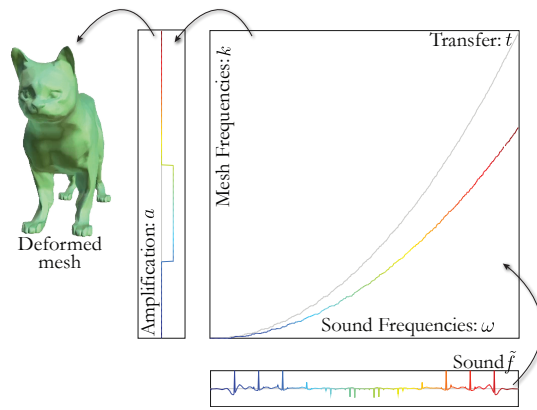 Transfer: t
Mesh Frequencies: k
Amplification: a
Deformed
mesh
Sound Frequencies: ω
Sound f̃